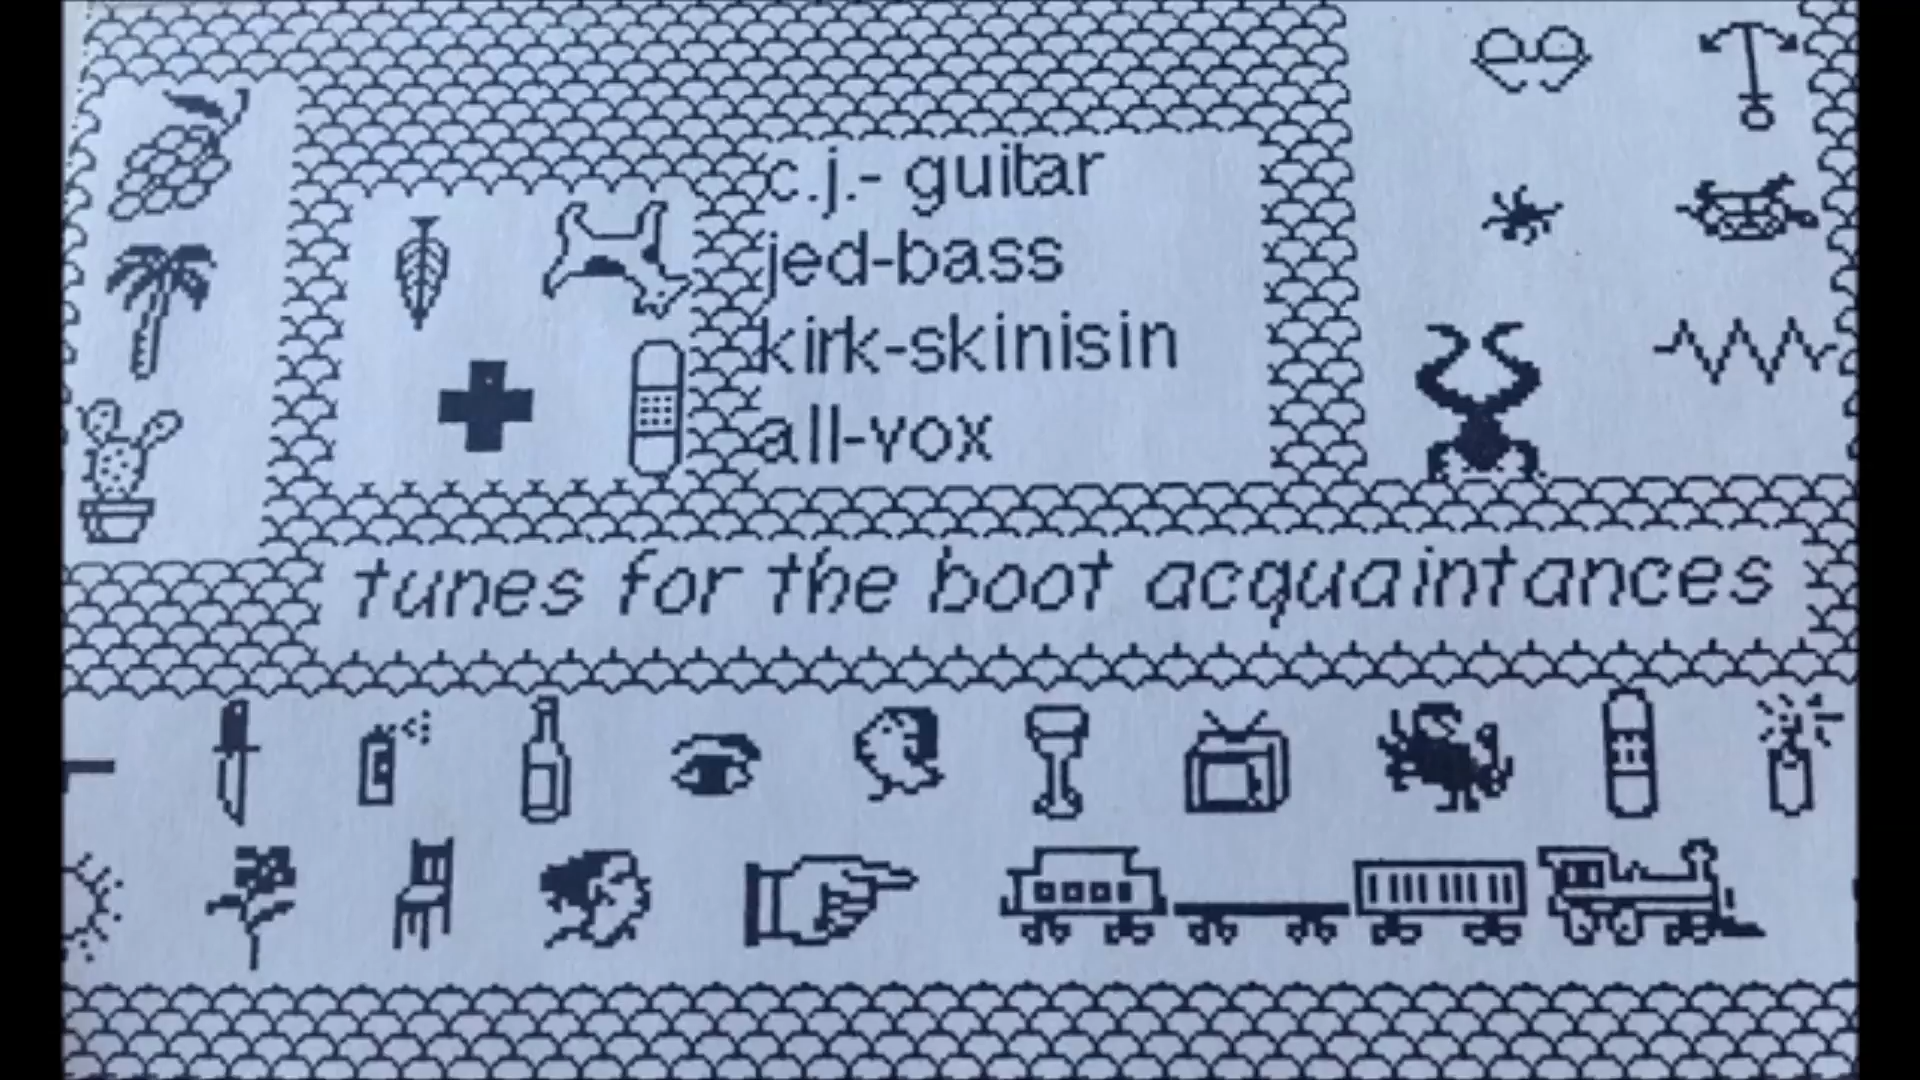 c.j.- guitar
jed-bass
kirk-skinisin
all-vox
tunes for the boot acquaintances